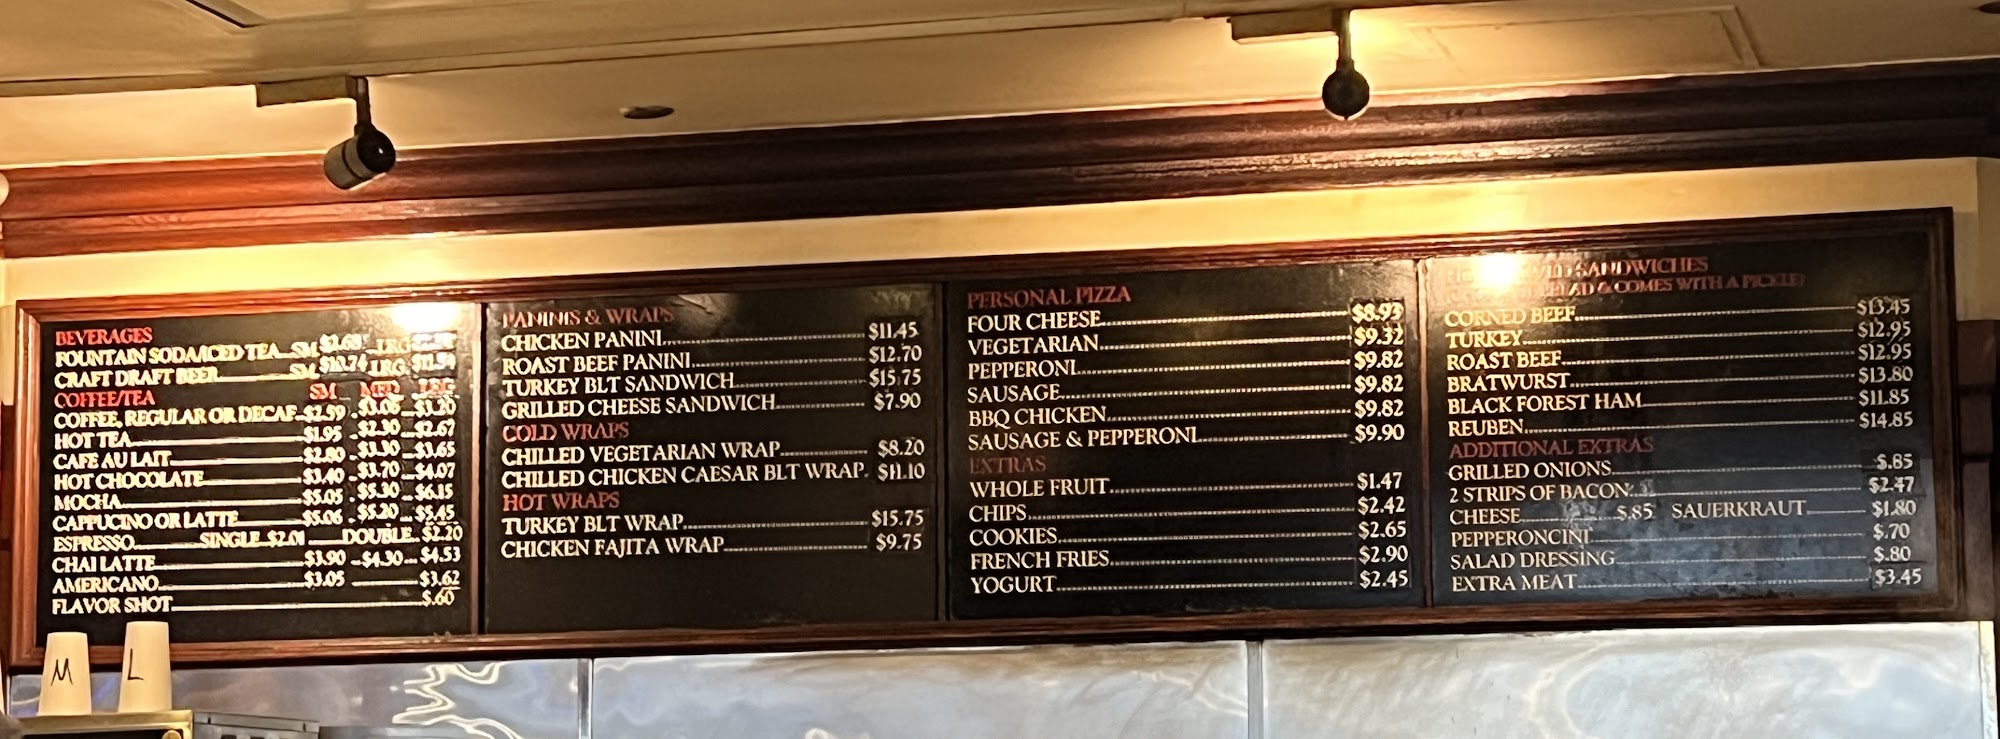 BEVERAGES
FOUNTAIN SODA/ICED TEA SM $2.68 LRG
CRAFT DRAFT BEER SM $10.74 LRG. $11.54
COFFEE/TEA SM MED LRG
COFFEE, REGULAR OR DECAF $2.59 $3.06 $3.20
HOT TEA $1.95 $2.30 $2.67
CAFE AU LAIT $2.80 $3.30 $3.65
HOT CHOCOLATE $3.40 $3.70 $4.07
MOCHA $5.05 $5.30 $6.15
CAPPUCINO OR LATTE $5.06 $5.20 $5.45
ESPRESSO SINGLE $2.01 DOUBLE $2.20
CHAI LATTE $3.90 $4.30 $4.53
AMERICANO $3.05 $3.62
FLAVOR SHOT $.60
M L
PANINIS & WRAPS
CHICKEN PANINI $11.45
ROAST BEEF PANINI $12.70
TURKEY BLT SANDWICH $15.75
GRILLED CHEESE SANDWICH $7.90
COLD WRAPS
CHILLED VEGETARIAN WRAP $8.20
CHILLED CHICKEN CAESAR BLT WRAP $11.10
HOT WRAPS
TURKEY BLT WRAP $15.75
CHICKEN FAJITA WRAP $9.75
PERSONAL PIZZA
FOUR CHEESE $8.93
VEGETARIAN $9.32
PEPPERONI $9.82
SAUSAGE $9.82
BBQ CHICKEN $9.82
SAUSAGE & PEPPERONI $9.90
EXTRAS
WHOLE FRUIT $1.47
CHIPS $2.42
COOKIES $2.65
FRENCH FRIES $2.90
YOGURT $2.45
SANDWICHES
& COMES WITH A PICKLE)
CORNED BEEF $13.45
TURKEY $12.95
ROAST BEEF $12.95
BRATWURST $13.80
BLACK FOREST HAM $11.85
REUBEN $14.85
ADDITIONAL EXTRAS
GRILLED ONIONS $.85
2 STRIPS OF BACON $2.47
CHEESE $.85 SAUERKRAUT $1.80
PEPPERONCINI $.70
SALAD DRESSING $.80
EXTRA MEAT $3.45